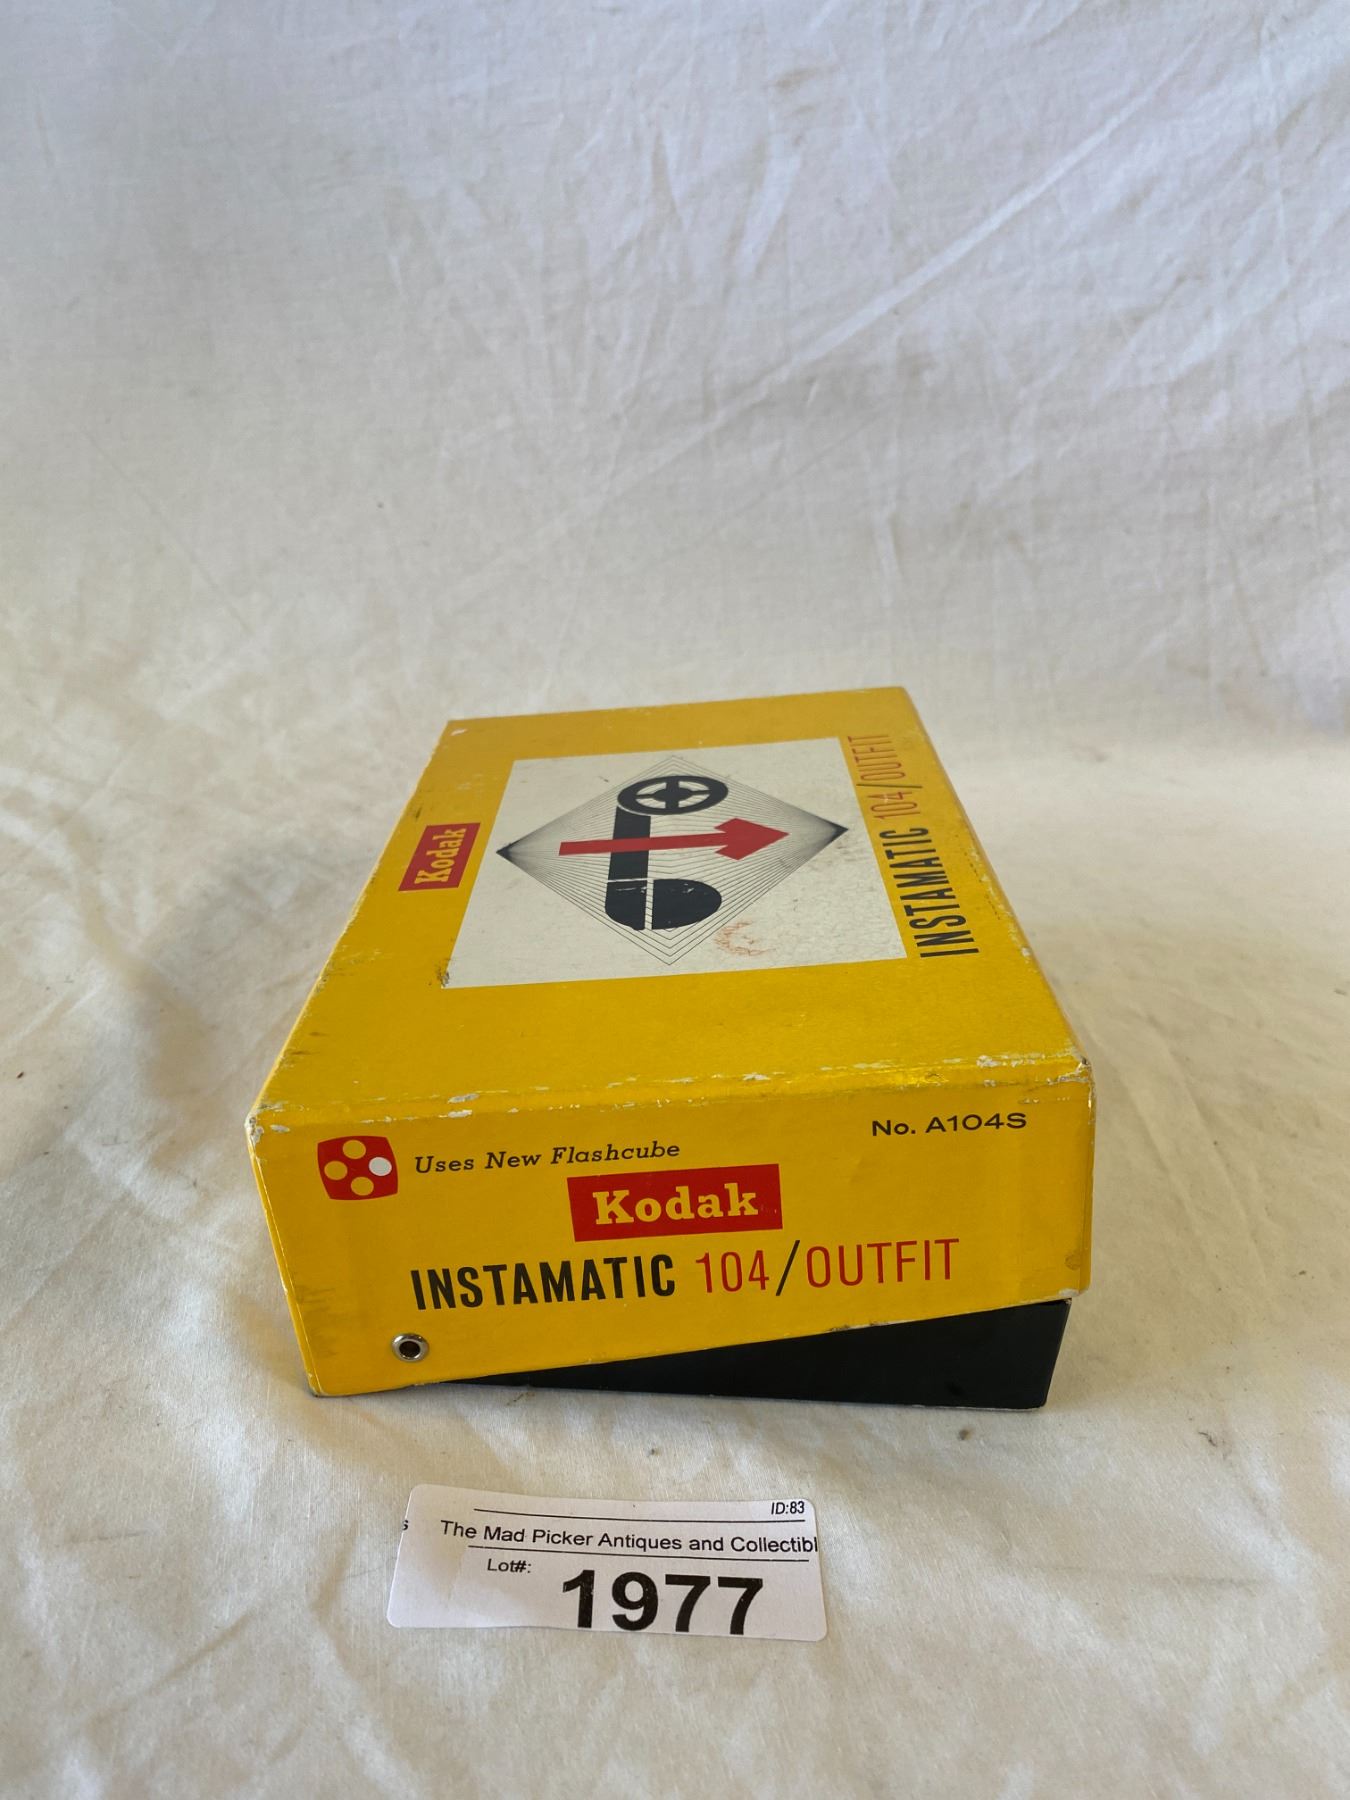 Kodak
INSTAMATIC 104/OUTFIT
Uses New Flashcube
No. A104S
Kodak
INSTAMATIC 104/OUTFIT
ID:83
s The Mad Picker Antiques and Collectibl
Lot#:
1977